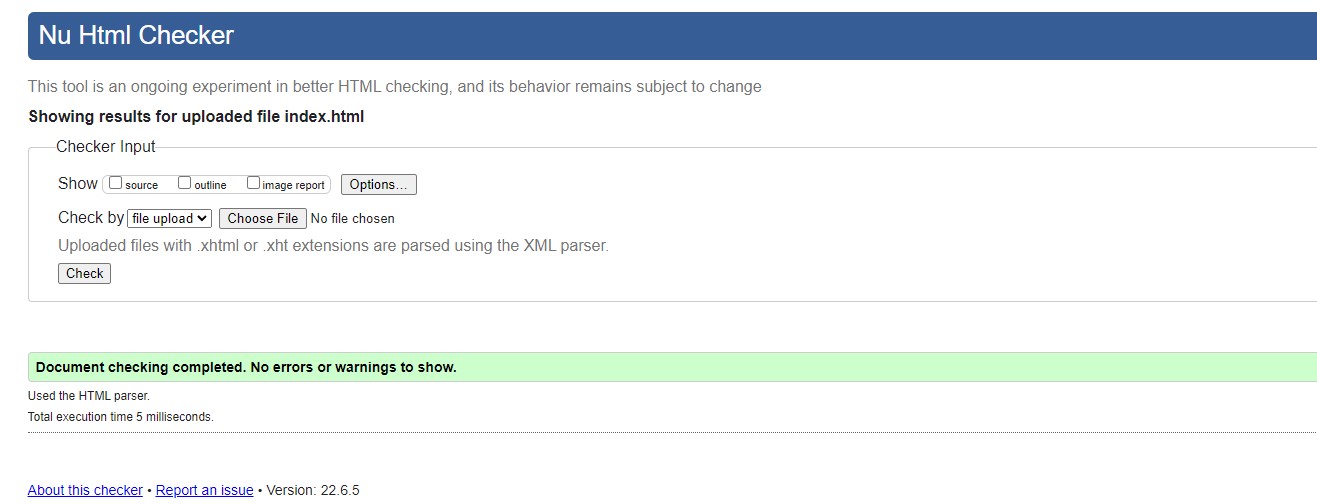 Nu Html Checker
This tool is an ongoing experiment in better HTML checking, and its behavior remains subject to change
Showing results for uploaded file index.html
Checker Input
Show source outline image report Options...
Check by file upload Choose File No file chosen
Uploaded files with .xhtml or .xht extensions are parsed using the XML parser.
Check
Document checking completed. No errors or warnings to show.
Used the HTML parser.
Total execution time 5 milliseconds.
About this checker • Report an issue • Version: 22.6.5